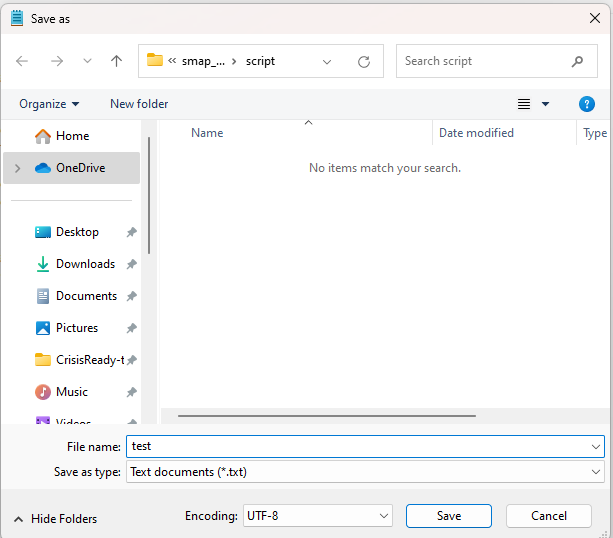 Save as
« smap_... > script
Search script
Organize
New folder
?
Name
Date modified
Type
No items match your search.
Home
OneDrive
Desktop
Downloads
Documents
Pictures
CrisisReady-t
Music
Videos
File name: test
Save as type: Text documents (*.txt)
Hide Folders
Encoding: UTF-8
Save
Cancel